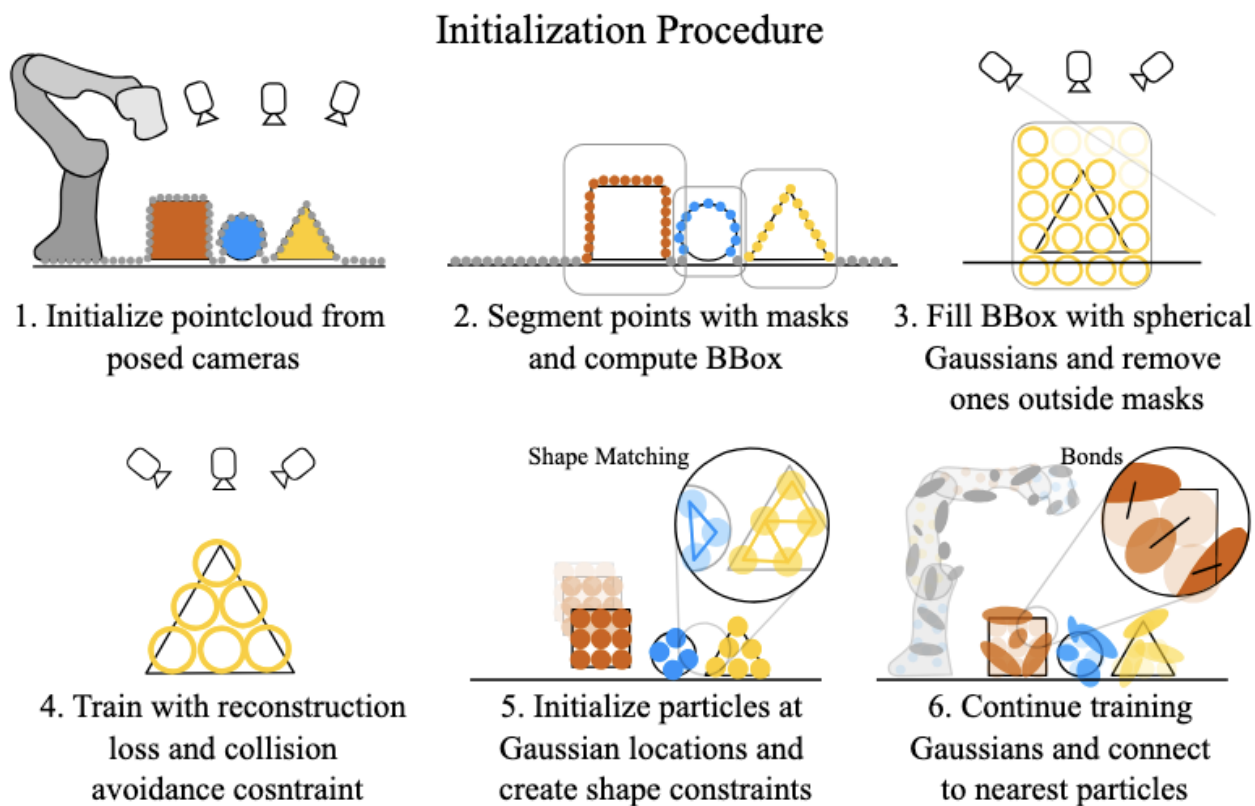 Initialization Procedure
1. Initialize pointcloud from
posed cameras
2. Segment points with masks
and compute BBox
3. Fill BBox with spherical
Gaussians and remove
ones outside masks
4. Train with reconstruction
loss and collision
avoidance cosntraint
Shape Matching
5. Initialize particles at
Gaussian locations and
create shape constraints
Bonds
6. Continue training
Gaussians and connect
to nearest particles